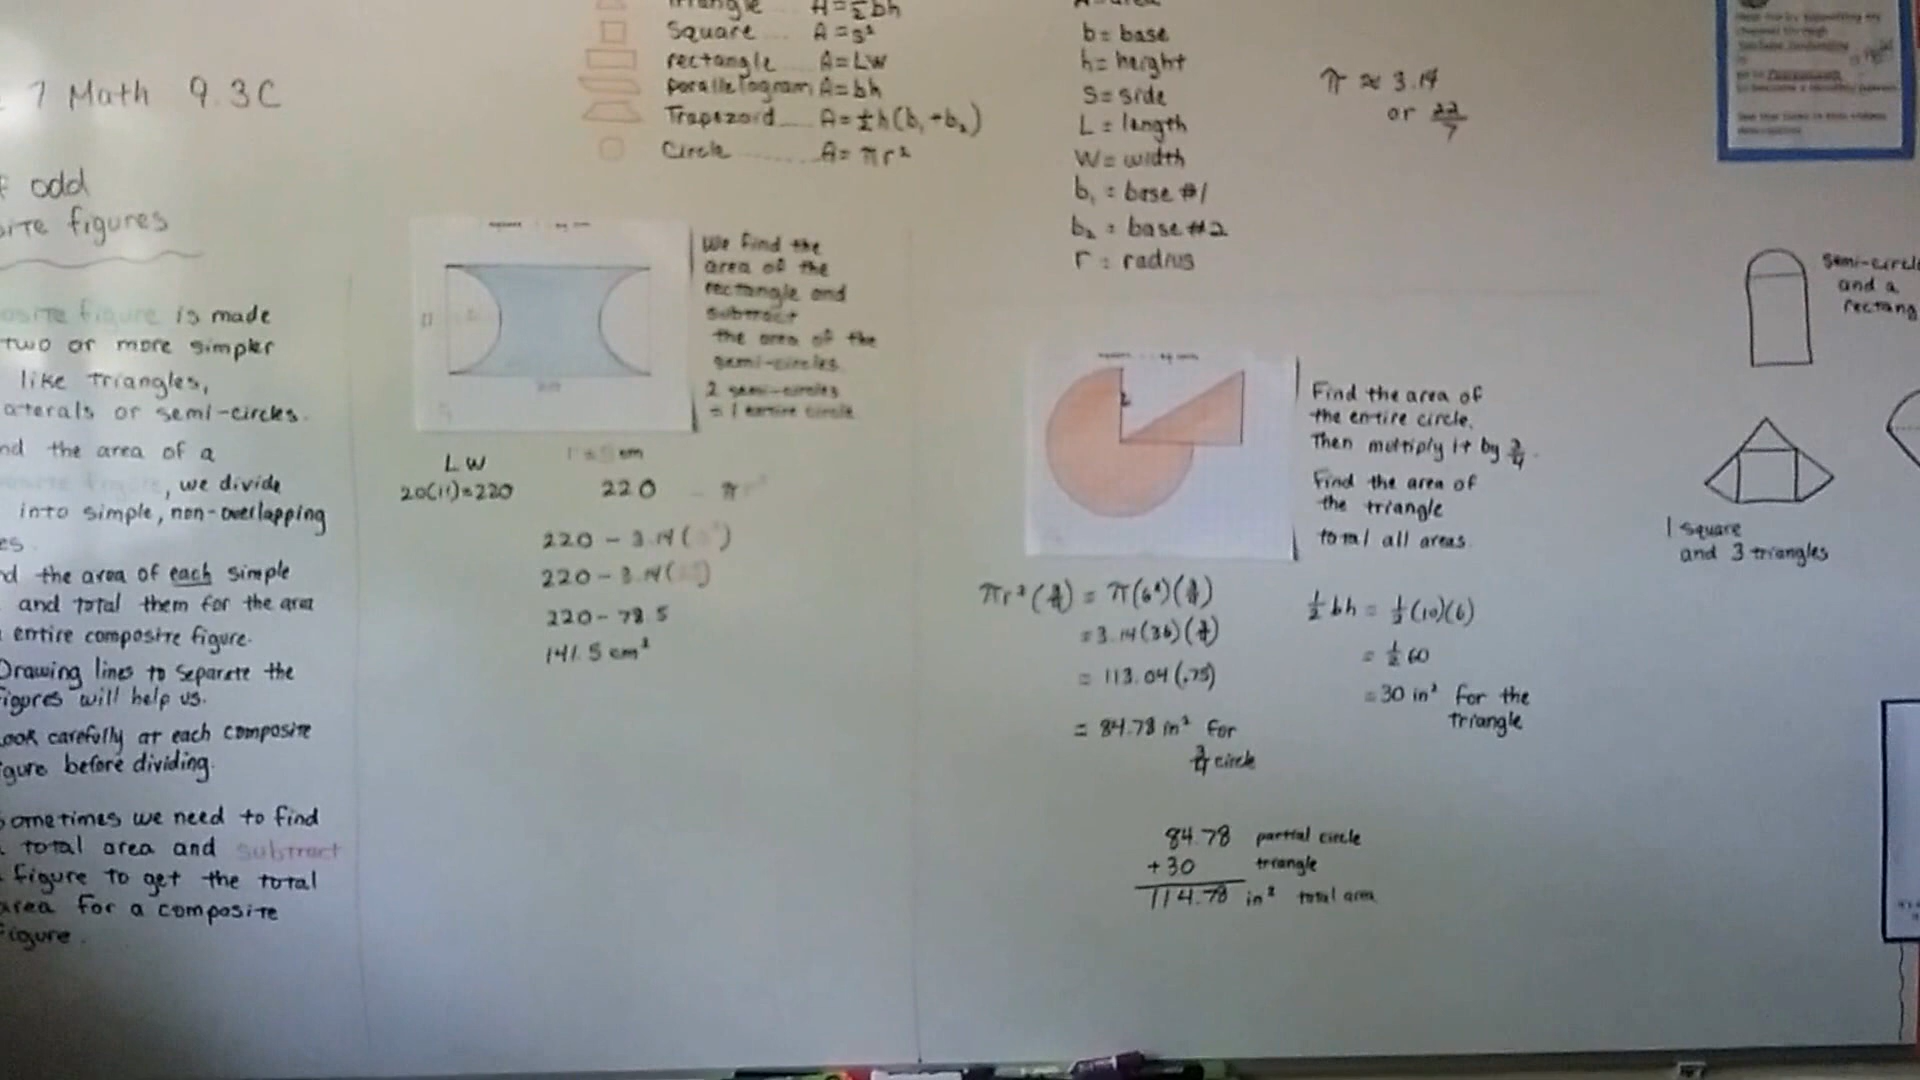 7 Math 9.3C
odd
figures
figure is made
two or more simpler
like triangles,
or semi-circles.
the area of a
, we divide
into simple, non-overlapping
the area of each simple
and total them for the area
entire composite figure.
Drawing lines to separate the
figures will help us.
Look carefully at each composite
figure before dividing.
Sometimes we need to find
total area and subtract
figure to get the total
area for a composite
figure.
Triangle A=½bh
Square ... A=s²
rectangle A=LW
parallelogram A=bh
Trapezoid ... A=½h(b₁+b₂)
Circle ... A=πr²
A=area
b=base
h=height
S=side
L=length
W=width
b₁=base #1
b₂=base #2
r=radius
π≈3.14
or 22/7
We find the
area of the
rectangle and
subtract
the area of the
semi-circles.
2 semi-circles
= 1 entire circle
LW
20(11)=220
220 - π
220 - 3.14( )
220 - 3.14( )
220 - 78.5
141.5 cm²
Find the area of
the entire circle.
Then multiply it by ¾.
Find the area of
the triangle
total all areas.
πr²(¾) = π(6²)(¾)
= 3.14(36)(¾)
= 113.04(.75)
= 84.78 in² for
¾ circle
½bh = ½(10)(6)
= ½60
= 30 in² for the
triangle
84.78 partial circle
+30 triangle
114.78 in² total area
semi-circle
and a
rectang
1 square
and 3 triangles